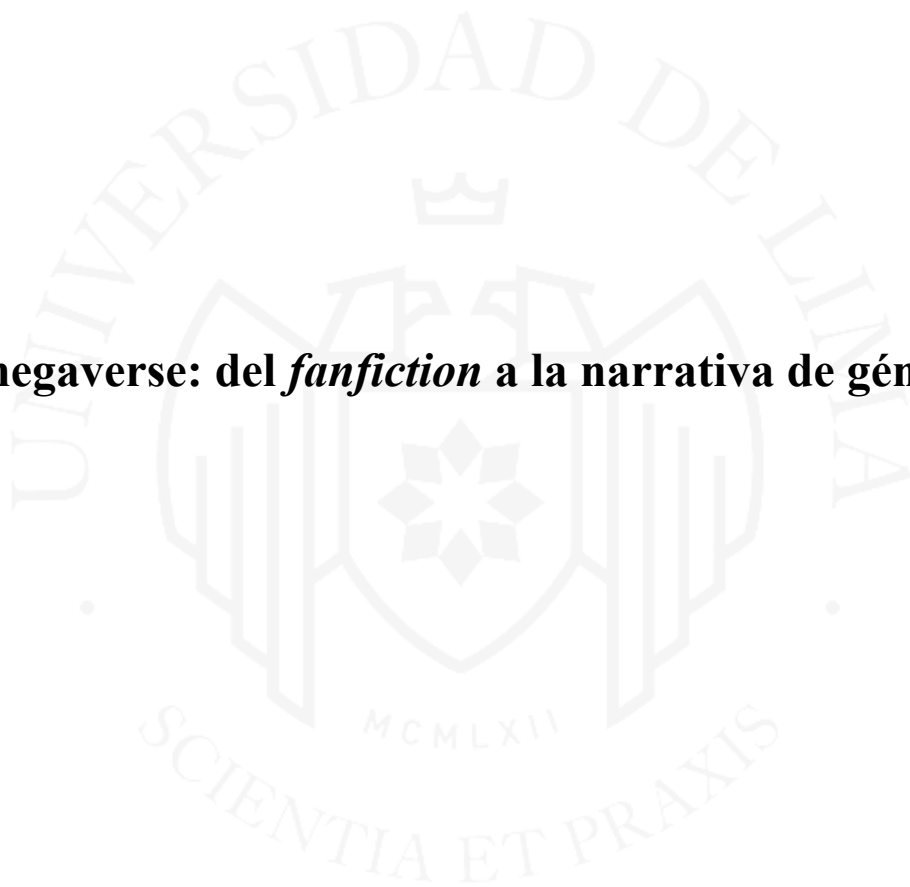 UNIVERSIDAD DE LIMA
negaverse: del fanfiction a la narrativa de gén
MCMLXII
SCIENTIA ET PRAXIS